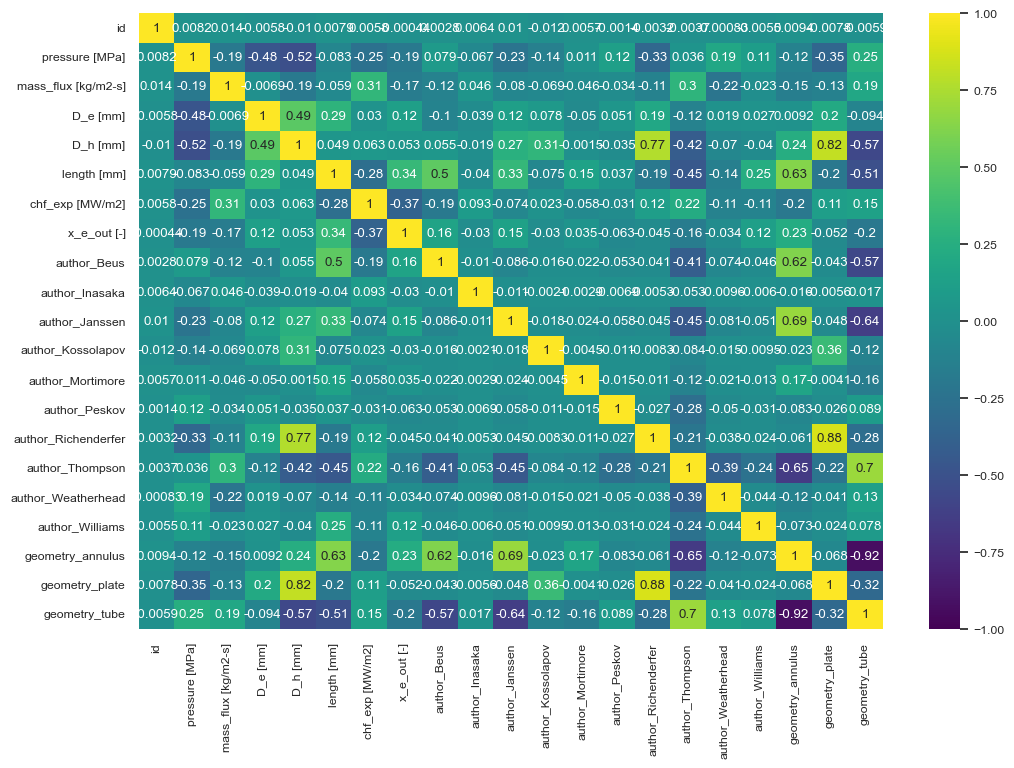 id 1 0.0082 0.014 -0.0058 -0.01 0.0079 0.0058 -0.00044 0.0028 0.0064 0.01 -0.012 0.0057 -0.0014 -0.0032 -0.0037 0.00083 0.0055 0.0094 -0.0078 0.0059 1.00
pressure [MPa] 0.0082 1 -0.19 -0.48 -0.52 -0.083 -0.25 -0.19 0.079 -0.067 -0.23 -0.14 0.011 0.12 -0.33 0.036 0.19 0.11 -0.12 -0.35 0.25
mass_flux [kg/m2-s] 0.014 -0.19 1 -0.0069 -0.19 -0.059 0.31 -0.17 -0.12 0.046 -0.08 -0.069 -0.046 -0.034 -0.11 0.3 -0.22 -0.023 -0.15 -0.13 0.19 0.75
D_e [mm] -0.0058 -0.48 -0.0069 1 0.49 0.29 0.03 0.12 -0.1 -0.039 0.12 0.078 -0.05 0.051 0.19 -0.12 0.019 0.027 0.0092 0.2 -0.094
D_h [mm] -0.01 -0.52 -0.19 0.49 1 0.049 0.063 0.053 0.055 -0.019 0.27 0.31 -0.0015 -0.035 0.77 -0.42 -0.07 -0.04 0.24 0.82 -0.57 0.50
length [mm] 0.0079 -0.083 -0.059 0.29 0.049 1 -0.28 0.34 0.5 -0.04 0.33 -0.075 0.15 0.037 -0.19 -0.45 -0.14 0.25 0.63 -0.2 -0.51
chf_exp [MW/m2] 0.0058 -0.25 0.31 0.03 0.063 -0.28 1 -0.37 -0.19 0.093 -0.074 0.023 -0.058 -0.031 0.12 0.22 -0.11 -0.11 -0.2 0.11 0.15
x_e_out [-] -0.00044 -0.19 -0.17 0.12 0.053 0.34 -0.37 1 0.16 -0.03 0.15 -0.03 0.035 -0.063 -0.045 -0.16 -0.034 0.12 0.23 -0.052 -0.2 0.25
author_Beus 0.0028 0.079 -0.12 -0.1 0.055 0.5 -0.19 0.16 1 -0.01 -0.086 -0.016 -0.022 -0.053 -0.041 -0.41 -0.074 -0.046 0.62 -0.043 -0.57
author_Inasaka 0.0064 -0.067 0.046 -0.039 -0.019 -0.04 0.093 -0.03 -0.01 1 -0.011 -0.0021 -0.0029 -0.0069 -0.0053 -0.053 -0.0096 -0.006 -0.016 -0.0056 0.017
author_Janssen 0.01 -0.23 -0.08 0.12 0.27 0.33 -0.074 0.15 -0.086 -0.011 1 -0.018 -0.024 -0.058 -0.045 -0.45 -0.081 -0.051 0.69 -0.048 -0.64 0.00
author_Kossolapov -0.012 -0.14 -0.069 0.078 0.31 -0.075 0.023 -0.03 -0.016 -0.0021 -0.018 1 -0.0045 -0.011 -0.0083 -0.084 -0.015 -0.0095 -0.023 0.36 -0.12
author_Mortimore 0.0057 0.011 -0.046 -0.05 -0.0015 0.15 -0.058 0.035 -0.022 -0.0029 -0.024 -0.0045 1 -0.015 -0.011 -0.12 -0.021 -0.013 0.17 -0.0041 -0.16 -0.25
author_Peskov -0.0014 0.12 -0.034 0.051 -0.035 0.037 -0.031 -0.063 -0.053 -0.0069 -0.058 -0.011 -0.015 1 -0.027 -0.28 -0.05 -0.031 -0.083 -0.026 0.089
author_Richenderfer -0.0032 -0.33 -0.11 0.19 0.77 -0.19 0.12 -0.045 -0.041 -0.0053 -0.045 -0.0083 -0.011 -0.027 1 -0.21 -0.038 -0.024 -0.061 0.88 -0.28
author_Thompson -0.0037 0.036 0.3 -0.12 -0.42 -0.45 0.22 -0.16 -0.41 -0.053 -0.45 -0.084 -0.12 -0.28 -0.21 1 -0.39 -0.24 -0.65 -0.22 0.7 -0.50
author_Weatherhead 0.00083 0.19 -0.22 0.019 -0.07 -0.14 -0.11 -0.034 -0.074 -0.0096 -0.081 -0.015 -0.021 -0.05 -0.038 -0.39 1 -0.044 -0.12 -0.041 0.13
author_Williams 0.0055 0.11 -0.023 0.027 -0.04 0.25 -0.11 0.12 -0.046 -0.006 -0.051 -0.0095 -0.013 -0.031 -0.024 -0.24 -0.044 1 -0.073 -0.024 0.078
geometry_annulus 0.0094 -0.12 -0.15 0.0092 0.24 0.63 -0.2 0.23 0.62 -0.016 0.69 -0.023 0.17 -0.083 -0.061 -0.65 -0.12 -0.073 1 -0.068 -0.92 -0.75
geometry_plate -0.0078 -0.35 -0.13 0.2 0.82 -0.2 0.11 -0.052 -0.043 -0.0056 -0.048 0.36 -0.0041 -0.026 0.88 -0.22 -0.041 -0.024 -0.068 1 -0.32
geometry_tube 0.0059 0.25 0.19 -0.094 -0.57 -0.51 0.15 -0.2 -0.57 0.017 -0.64 -0.12 -0.16 0.089 -0.28 0.7 0.13 0.078 -0.92 -0.32 1
-1.00
id
pressure [MPa]
mass_flux [kg/m2-s]
D_e [mm]
D_h [mm]
length [mm]
chf_exp [MW/m2]
x_e_out [-]
author_Beus
author_Inasaka
author_Janssen
author_Kossolapov
author_Mortimore
author_Peskov
author_Richenderfer
author_Thompson
author_Weatherhead
author_Williams
geometry_annulus
geometry_plate
geometry_tube